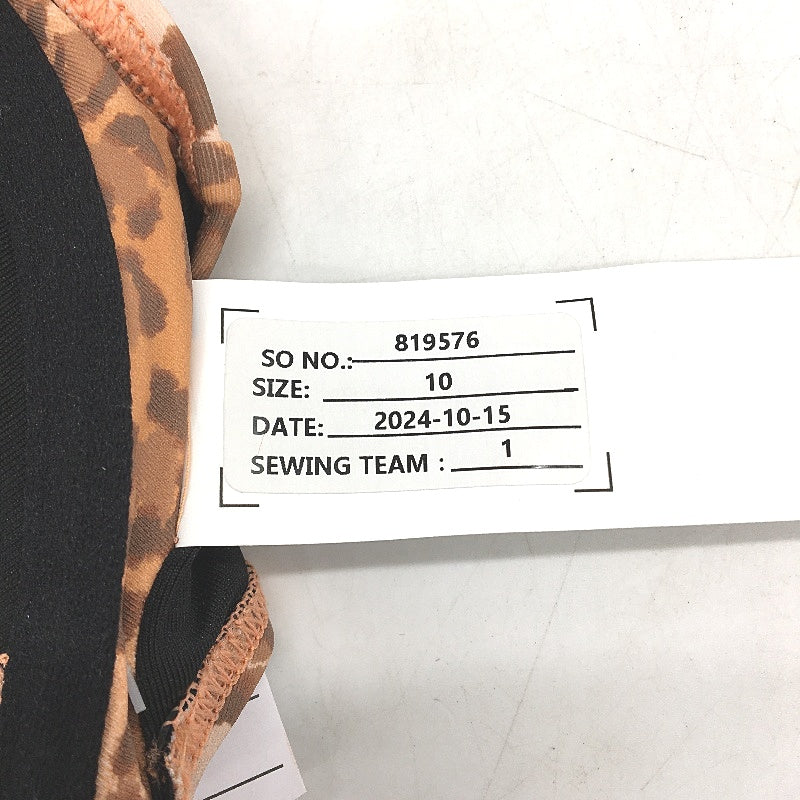 SO NO.: 819576
SIZE: 10
DATE: 2024-10-15
SEWING TEAM : 1